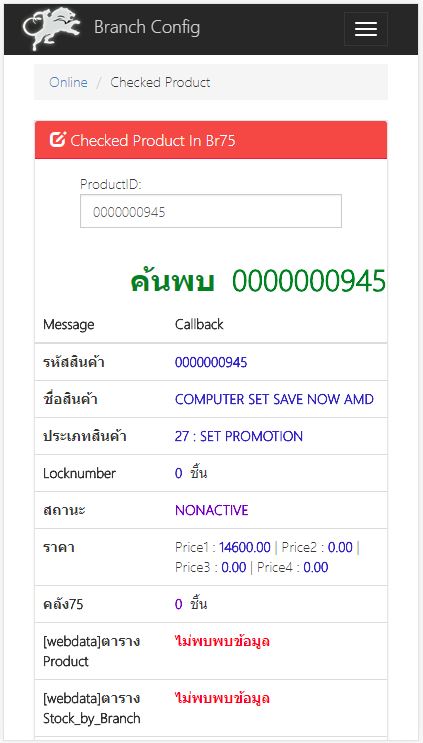 Branch Config
Online / Checked Product
Checked Product In Br75
ProductID:
0000000945
ค้นพบ 0000000945
Message Callback
รหัสสินค้า 0000000945
ชื่อสินค้า COMPUTER SET SAVE NOW AMD
ประเภทสินค้า 27 : SET PROMOTION
Locknumber 0 ชิ้น
สถานะ NONACTIVE
ราคา Price1 : 14600.00 | Price2 : 0.00 |
Price3 : 0.00 | Price4 : 0.00
คลัง75 0 ชิ้น
[webdata]ตาราง ไม่พบพบข้อมูล
Product
[webdata]ตาราง ไม่พบพบข้อมูล
Stock_by_Branch